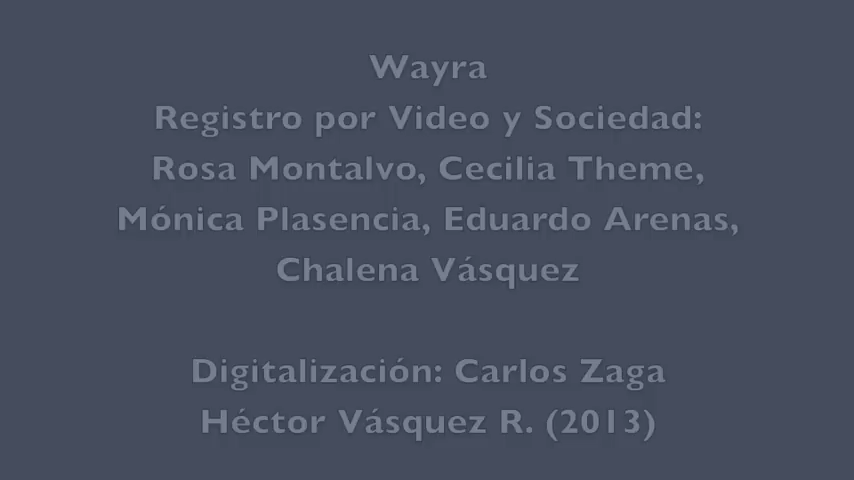 Wayra
Registro por Video y Sociedad:
Rosa Montalvo, Cecilia Theme,
Mónica Plasencia, Eduardo Arenas,
Chalena Vásquez
Digitalización: Carlos Zaga
Héctor Vásquez R. (2013)